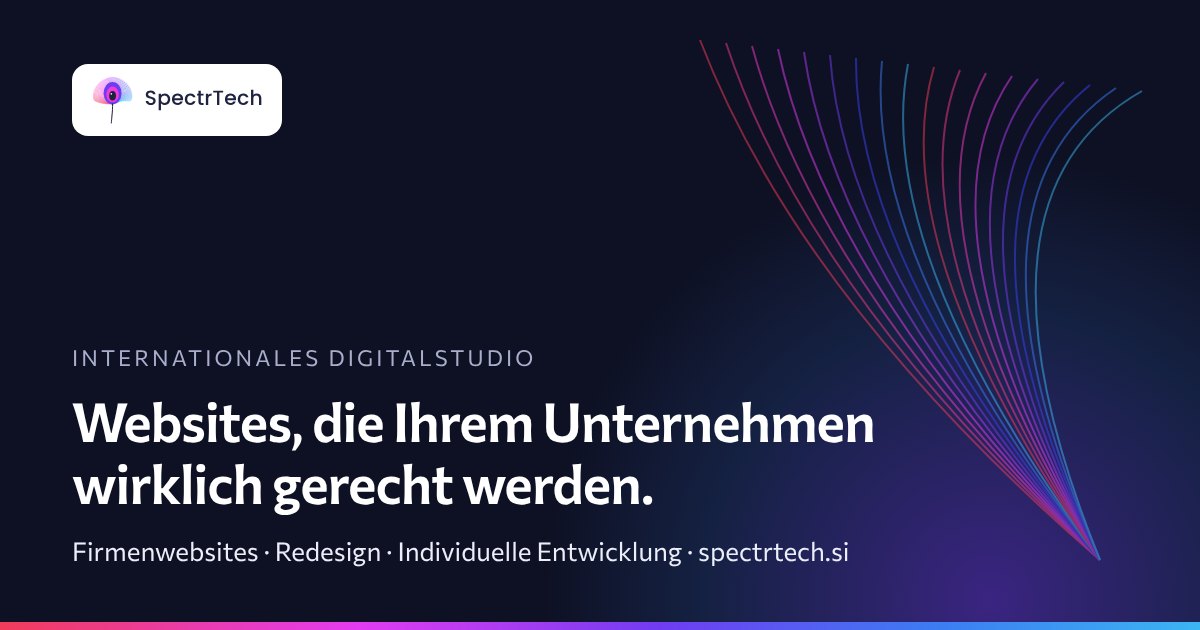 SpectrTech
INTERNATIONALES DIGITALSTUDIO
Websites, die Ihrem Unternehmen
wirklich gerecht werden.
Firmenwebsites · Redesign · Individuelle Entwicklung · spectrtech.si